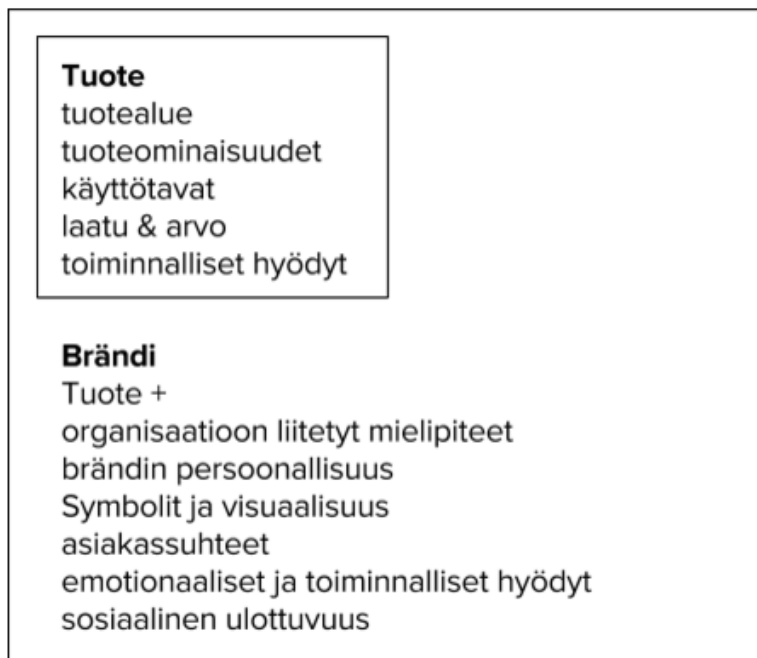 Tuote
tuotealue
tuoteominaisuudet
käyttötavat
laatu & arvo
toiminnalliset hyödyt
Brändi
Tuote +
organisaatioon liitetyt mielipiteet
brändin persoonallisuus
Symbolit ja visuaalisuus
asiakassuhteet
emotionaaliset ja toiminnalliset hyödyt
sosiaalinen ulottuvuus